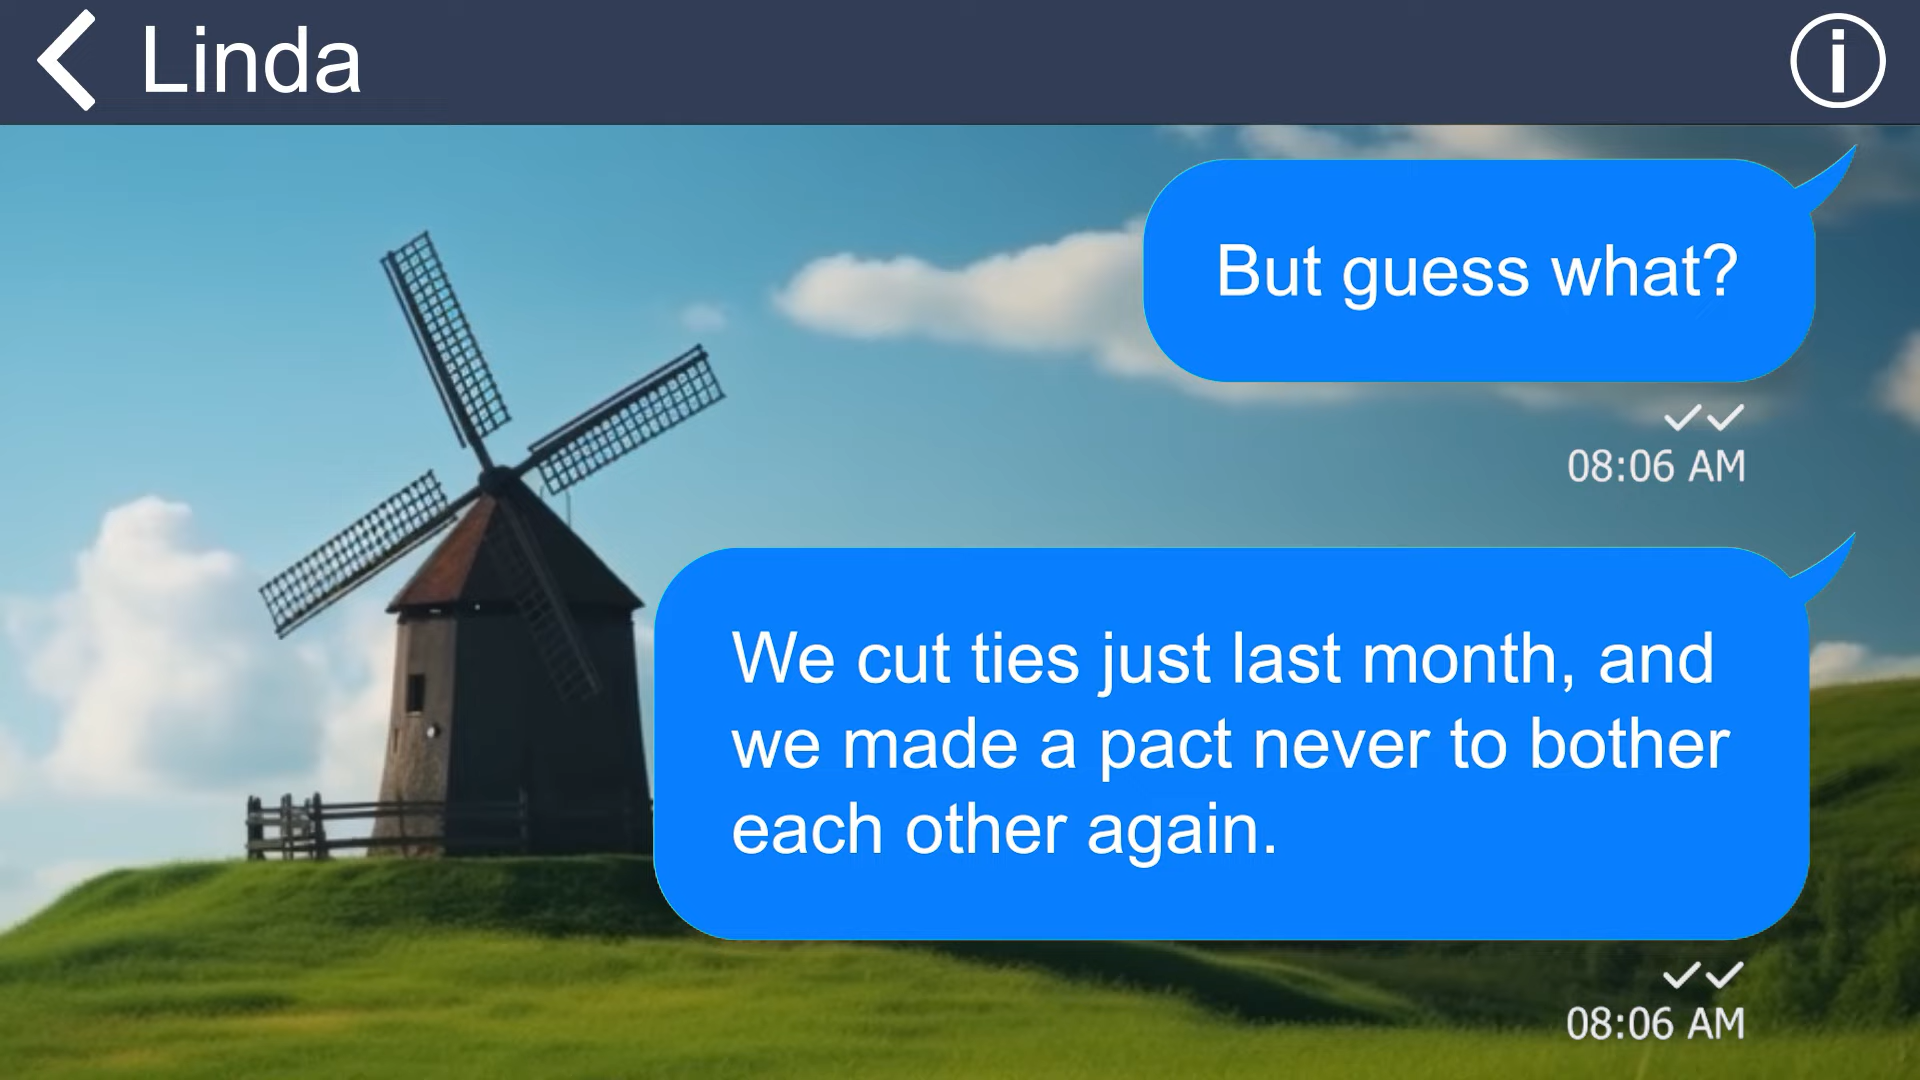 Linda
But guess what?
08:06 AM
We cut ties just last month, and
we made a pact never to bother
each other again.
08:06 AM